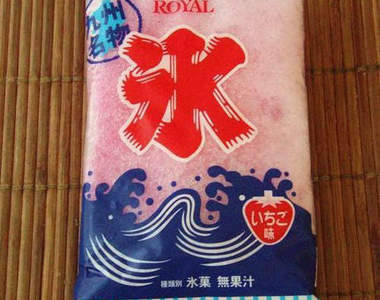 ROYAL
九州
名物
氷
いちご
味
種類別 氷菓 無果汁